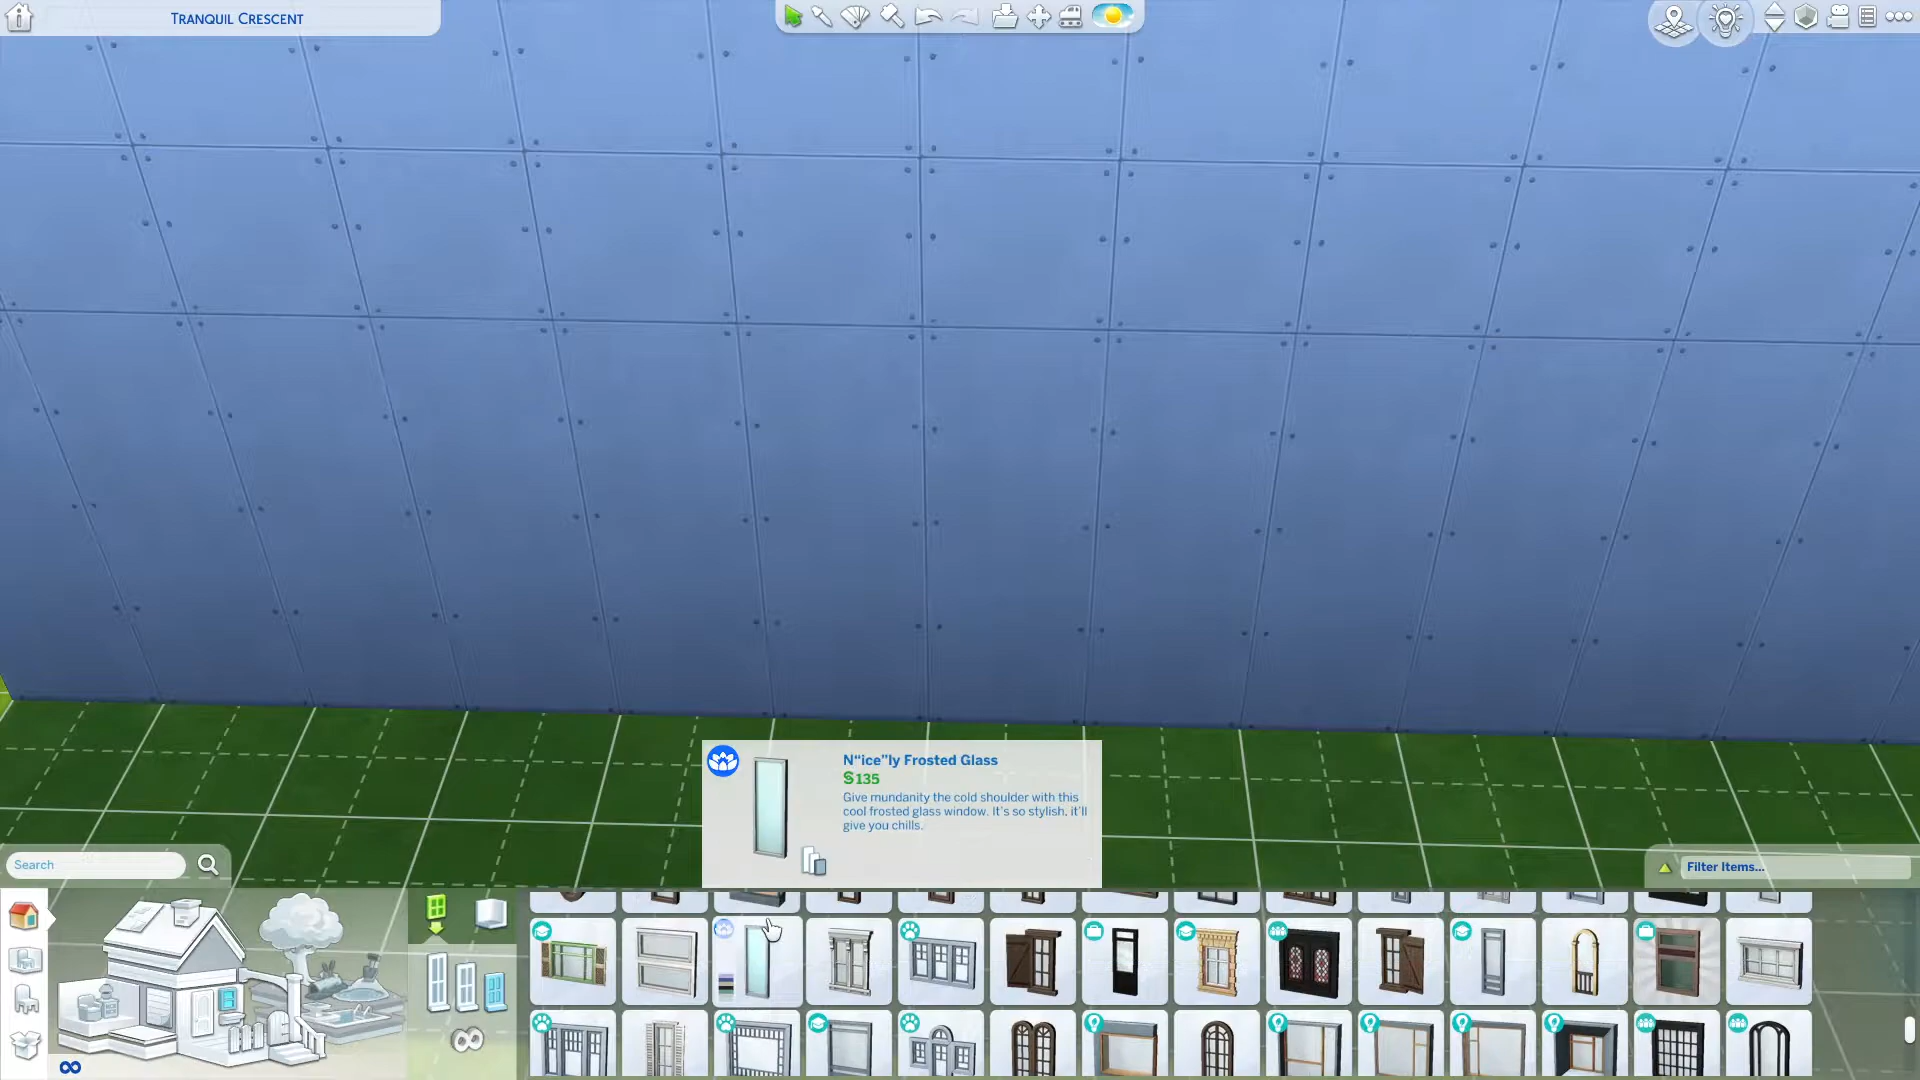 Tranquil Crescent
N“ice”ly Frosted Glass
§135
Give mundanity the cold shoulder with this
cool frosted glass window. It's so stylish, it'll
give you chills.
Search
Filter Items...